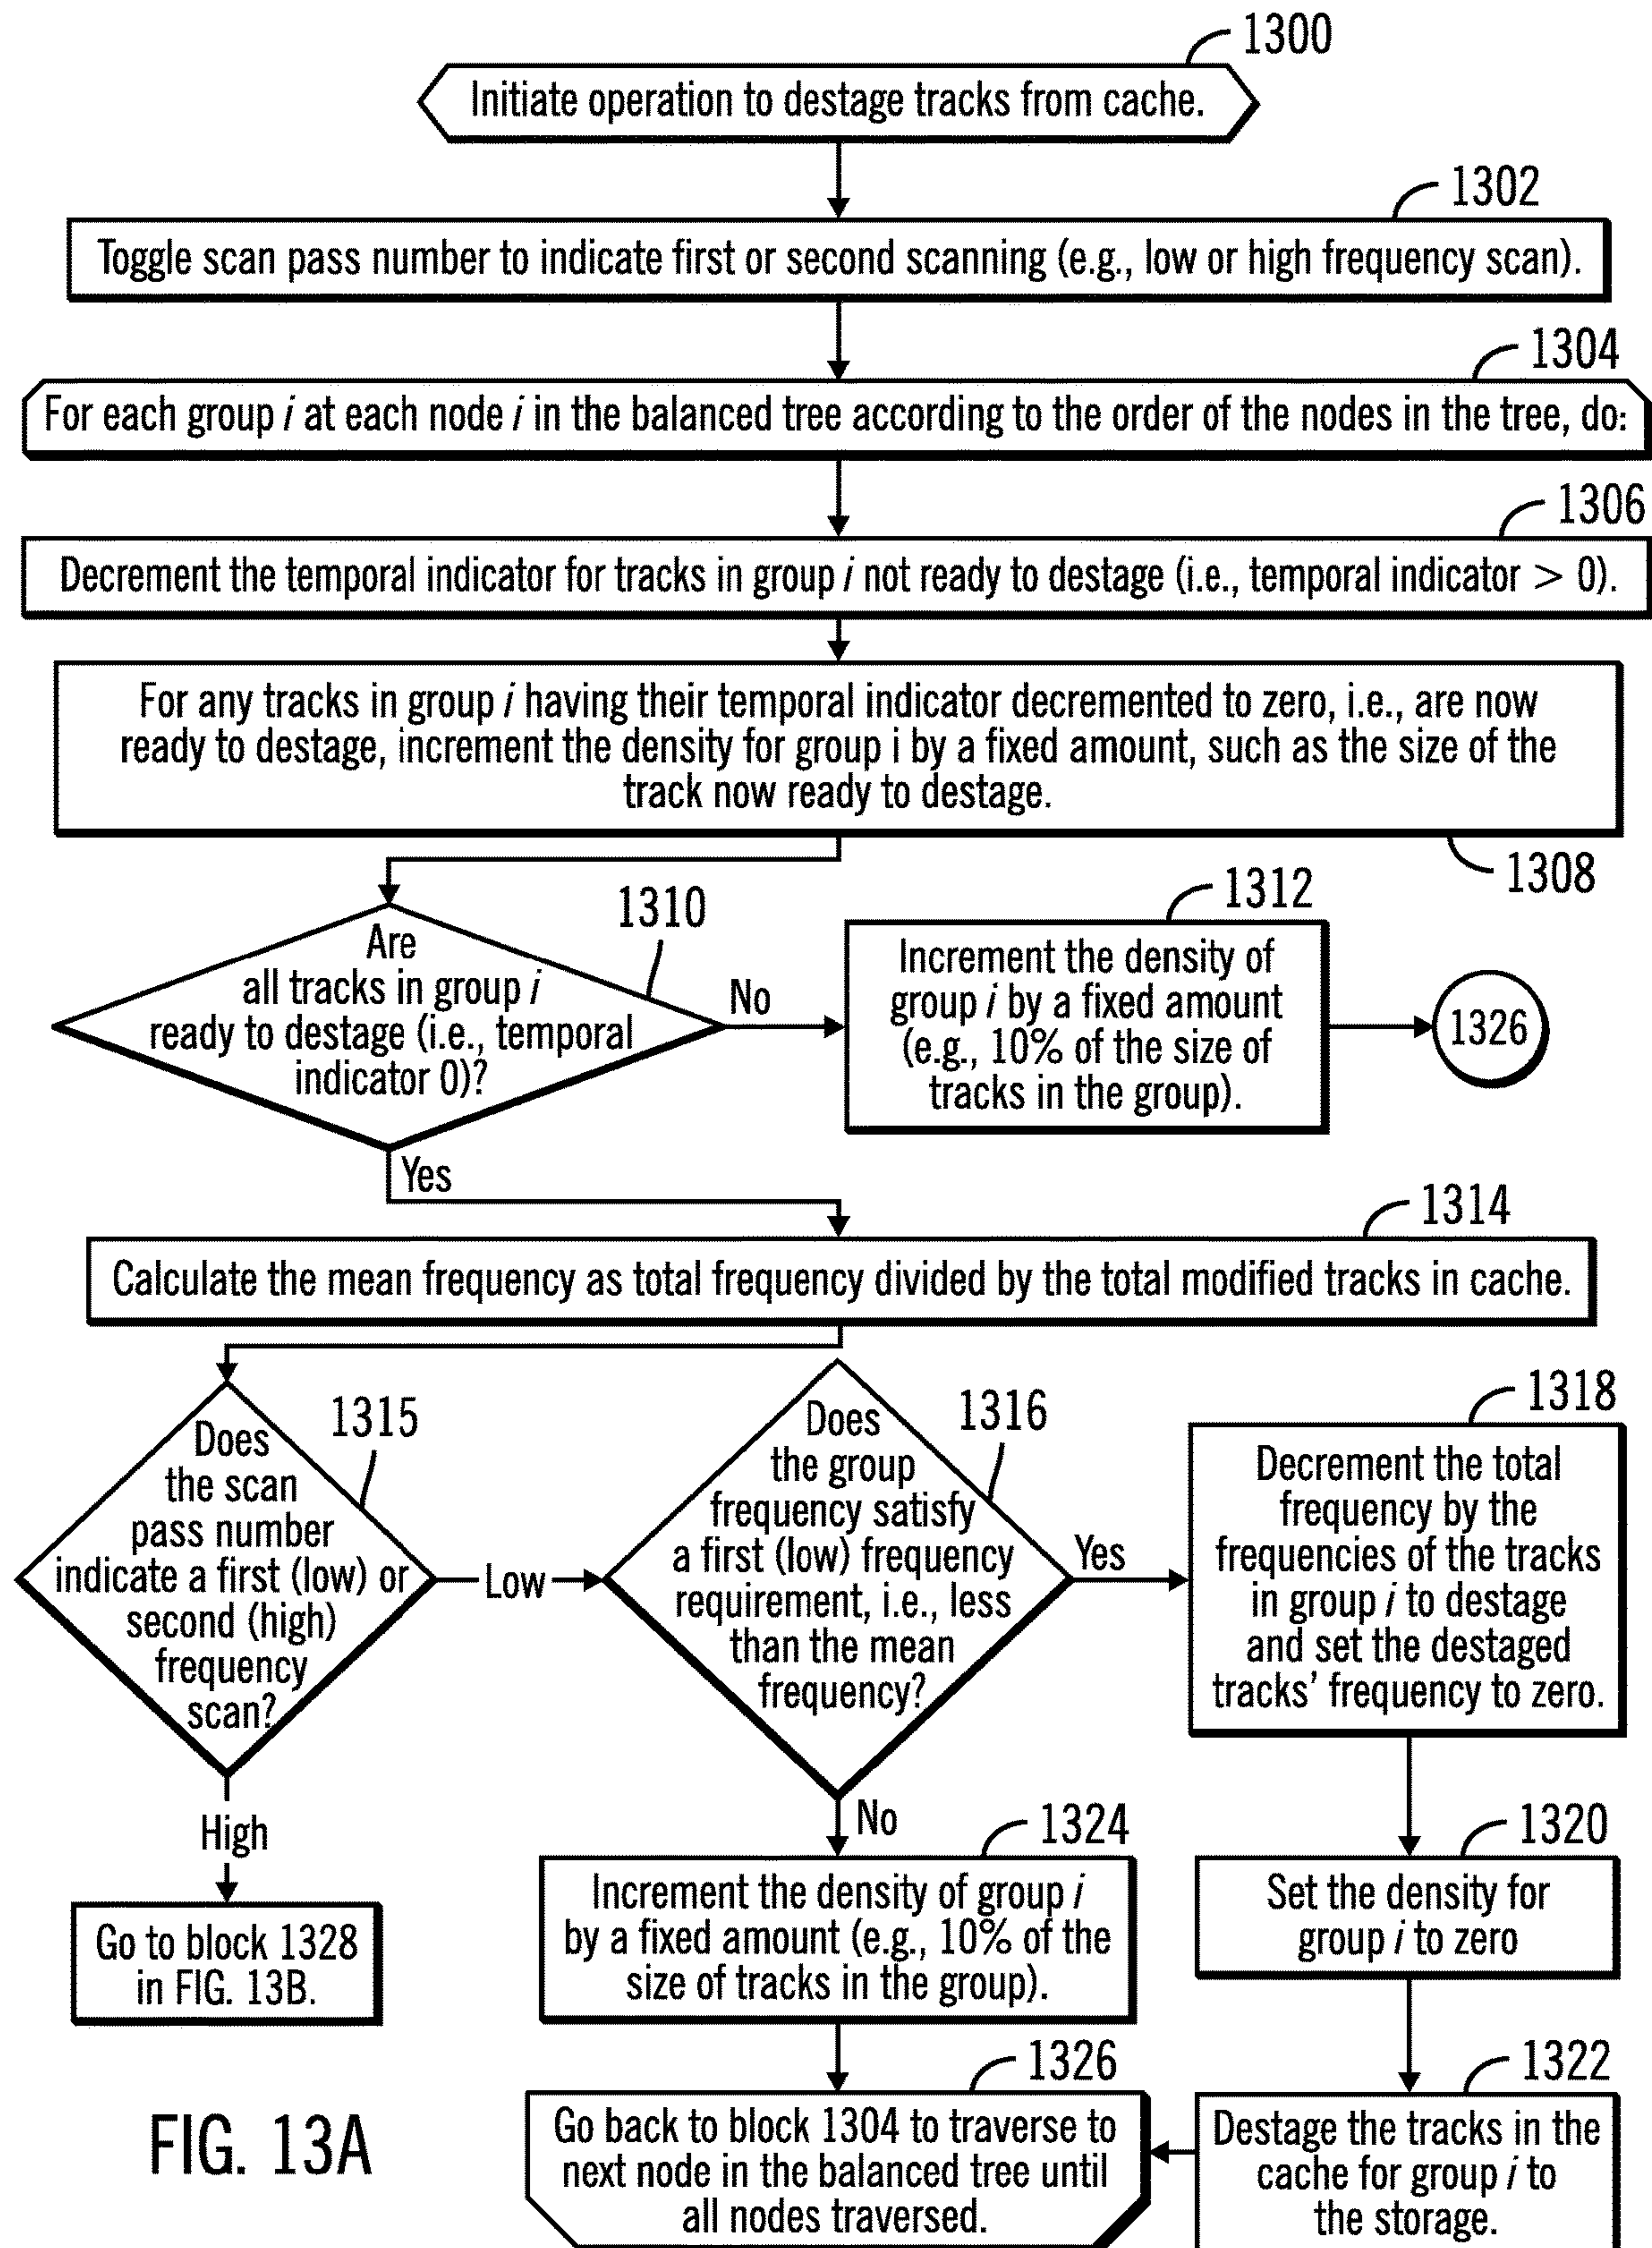 1300
Initiate operation to destage tracks from cache.
1302
Toggle scan pass number to indicate first or second scanning (e.g., low or high frequency scan).
1304
For each group i at each node i in the balanced tree according to the order of the nodes in the tree, do:
1306
Decrement the temporal indicator for tracks in group i not ready to destage (i.e., temporal indicator > 0).
For any tracks in group i having their temporal indicator decremented to zero, i.e., are now
ready to destage, increment the density for group i by a fixed amount, such as the size of the
track now ready to destage.
1308
1310
Are
all tracks in group i
ready to destage (i.e., temporal
indicator 0)?
No
1312
Increment the density of
group i by a fixed amount
(e.g., 10% of the size of
tracks in the group).
1326
Yes
1314
Calculate the mean frequency as total frequency divided by the total modified tracks in cache.
1315
Does
the scan
pass number
indicate a first (low) or
second (high)
frequency
scan?
Low
1316
Does
the group
frequency satisfy
a first (low) frequency
requirement, i.e., less
than the mean
frequency?
Yes
1318
Decrement the total
frequency by the
frequencies of the tracks
in group i to destage
and set the destaged
tracks' frequency to zero.
High
Go to block 1328
in FIG. 13B.
No
1324
Increment the density of group i
by a fixed amount (e.g., 10% of the
size of tracks in the group).
1320
Set the density for
group i to zero
1326
Go back to block 1304 to traverse to
next node in the balanced tree until
all nodes traversed.
1322
Destage the tracks in the
cache for group i to
the storage.
FIG. 13A